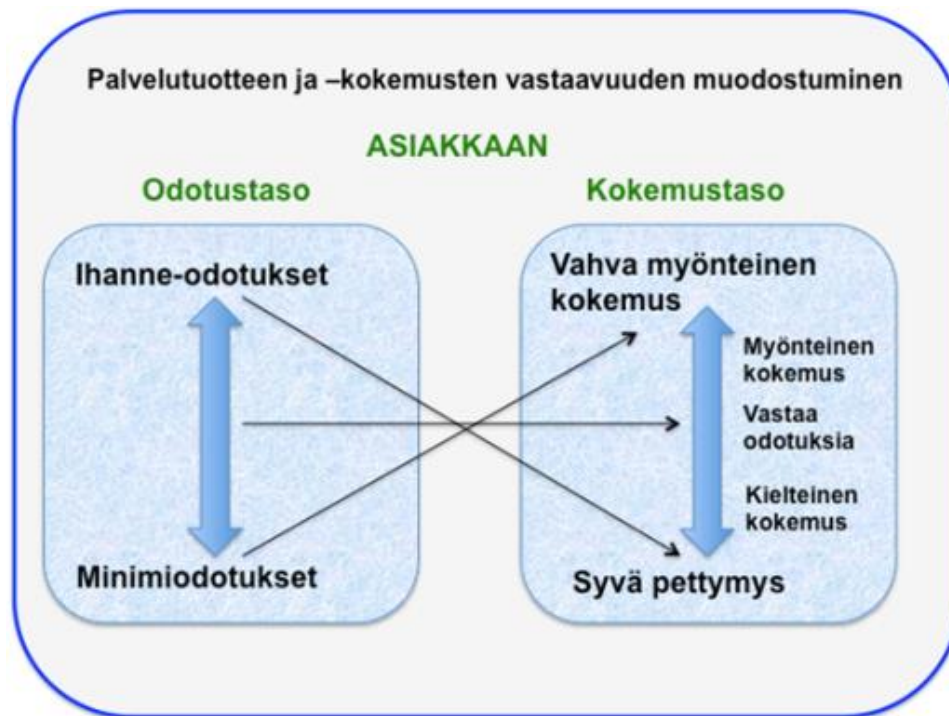 Palvelutuotteen ja –kokemusten vastaavuuden muodostuminen
ASIAKKAAN
Odotustaso
Kokemustaso
Ihanne-odotukset
Minimiodotukset
Vahva myönteinen
kokemus
Myönteinen
kokemus
Vastaa
odotuksia
Kielteinen
kokemus
Syvä pettymys